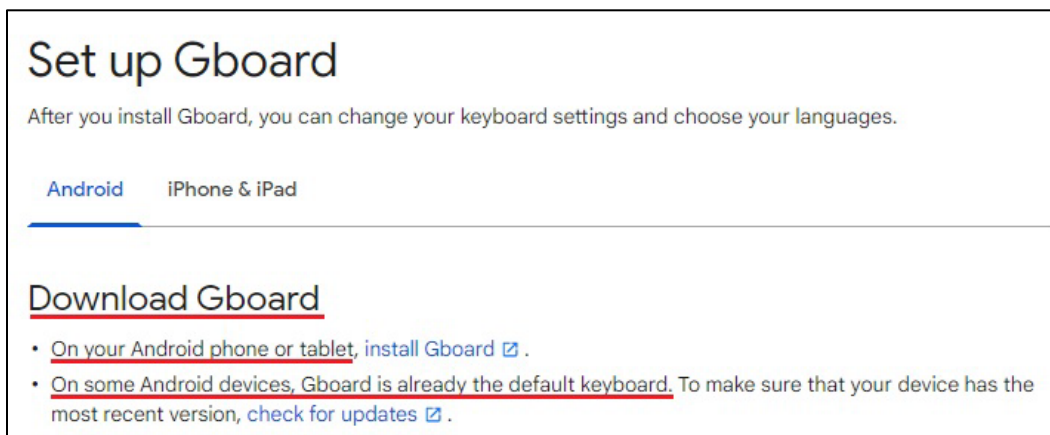 Set up Gboard
After you install Gboard, you can change your keyboard settings and choose your languages.
Android iPhone & iPad
Download Gboard
• On your Android phone or tablet, install Gboard.
• On some Android devices, Gboard is already the default keyboard. To make sure that your device has the
most recent version, check for updates.